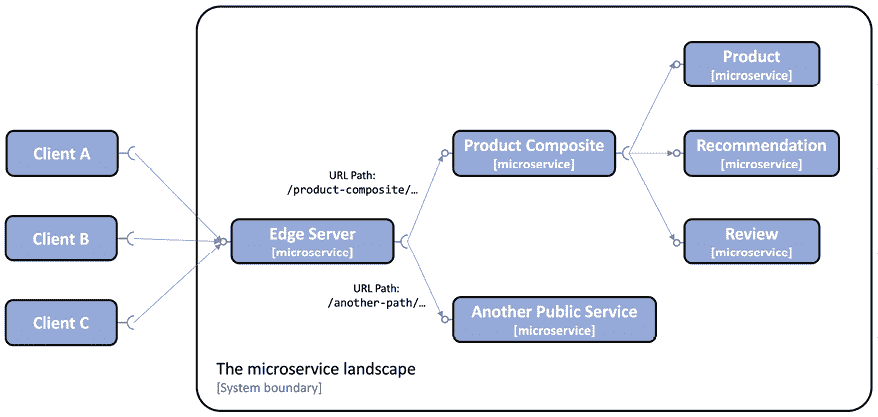 Product
[microservice]
Client A
Product Composite
[microservice]
Recommendation
[microservice]
URL Path:
/product-composite/…
Client B
Edge Server
[microservice]
Review
[microservice]
URL Path:
/another-path/…
Client C
Another Public Service
[microservice]
The microservice landscape
[System boundary]